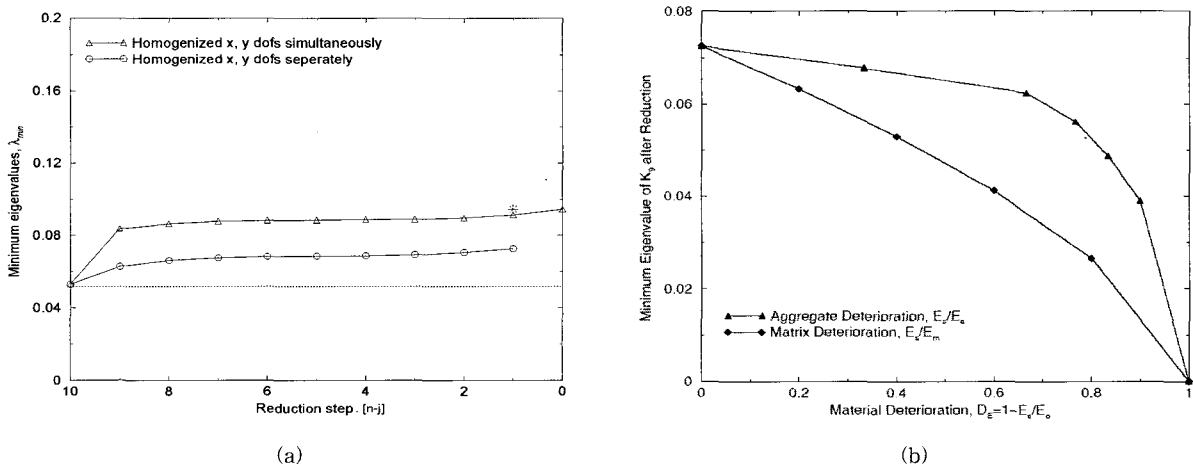 0.2
0.16
0.12
0.08
0.04
0
Minimum eigenvalues, λmin
Homogenized x, y dofs simultaneously
Homogenized x, y dofs seperately
10
8
6
4
2
0
Reduction step. [n-j]
(a)
0.08
0.06
0.04
0.02
0
Minimum Eigenvalue of K9 after Reduction
Aggregate Deterioration,
Matrix Deterioration, Es/Em
0
0.2
0.4
0.6
0.8
1
Material Deterioration, DE=1-Es/Eo
(b)